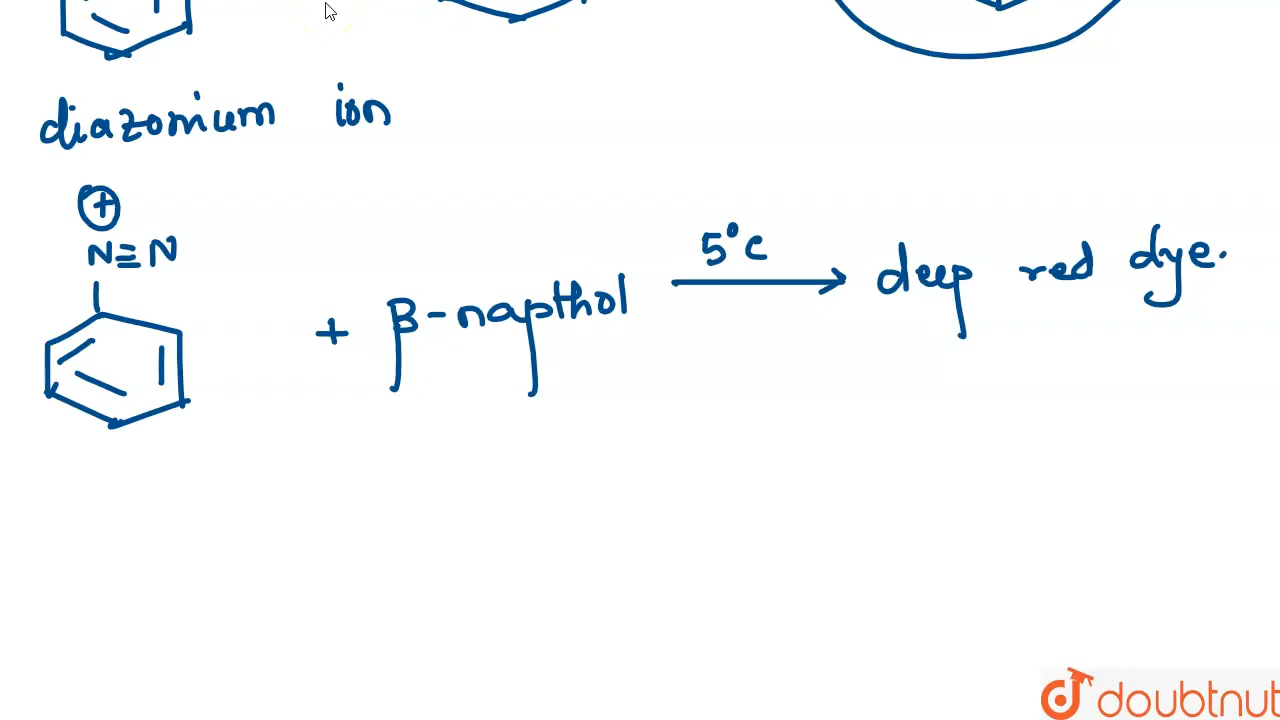 diazonium ion
+
N≡N
+ β-napthol 5°C → deep red dye.
doubtnut